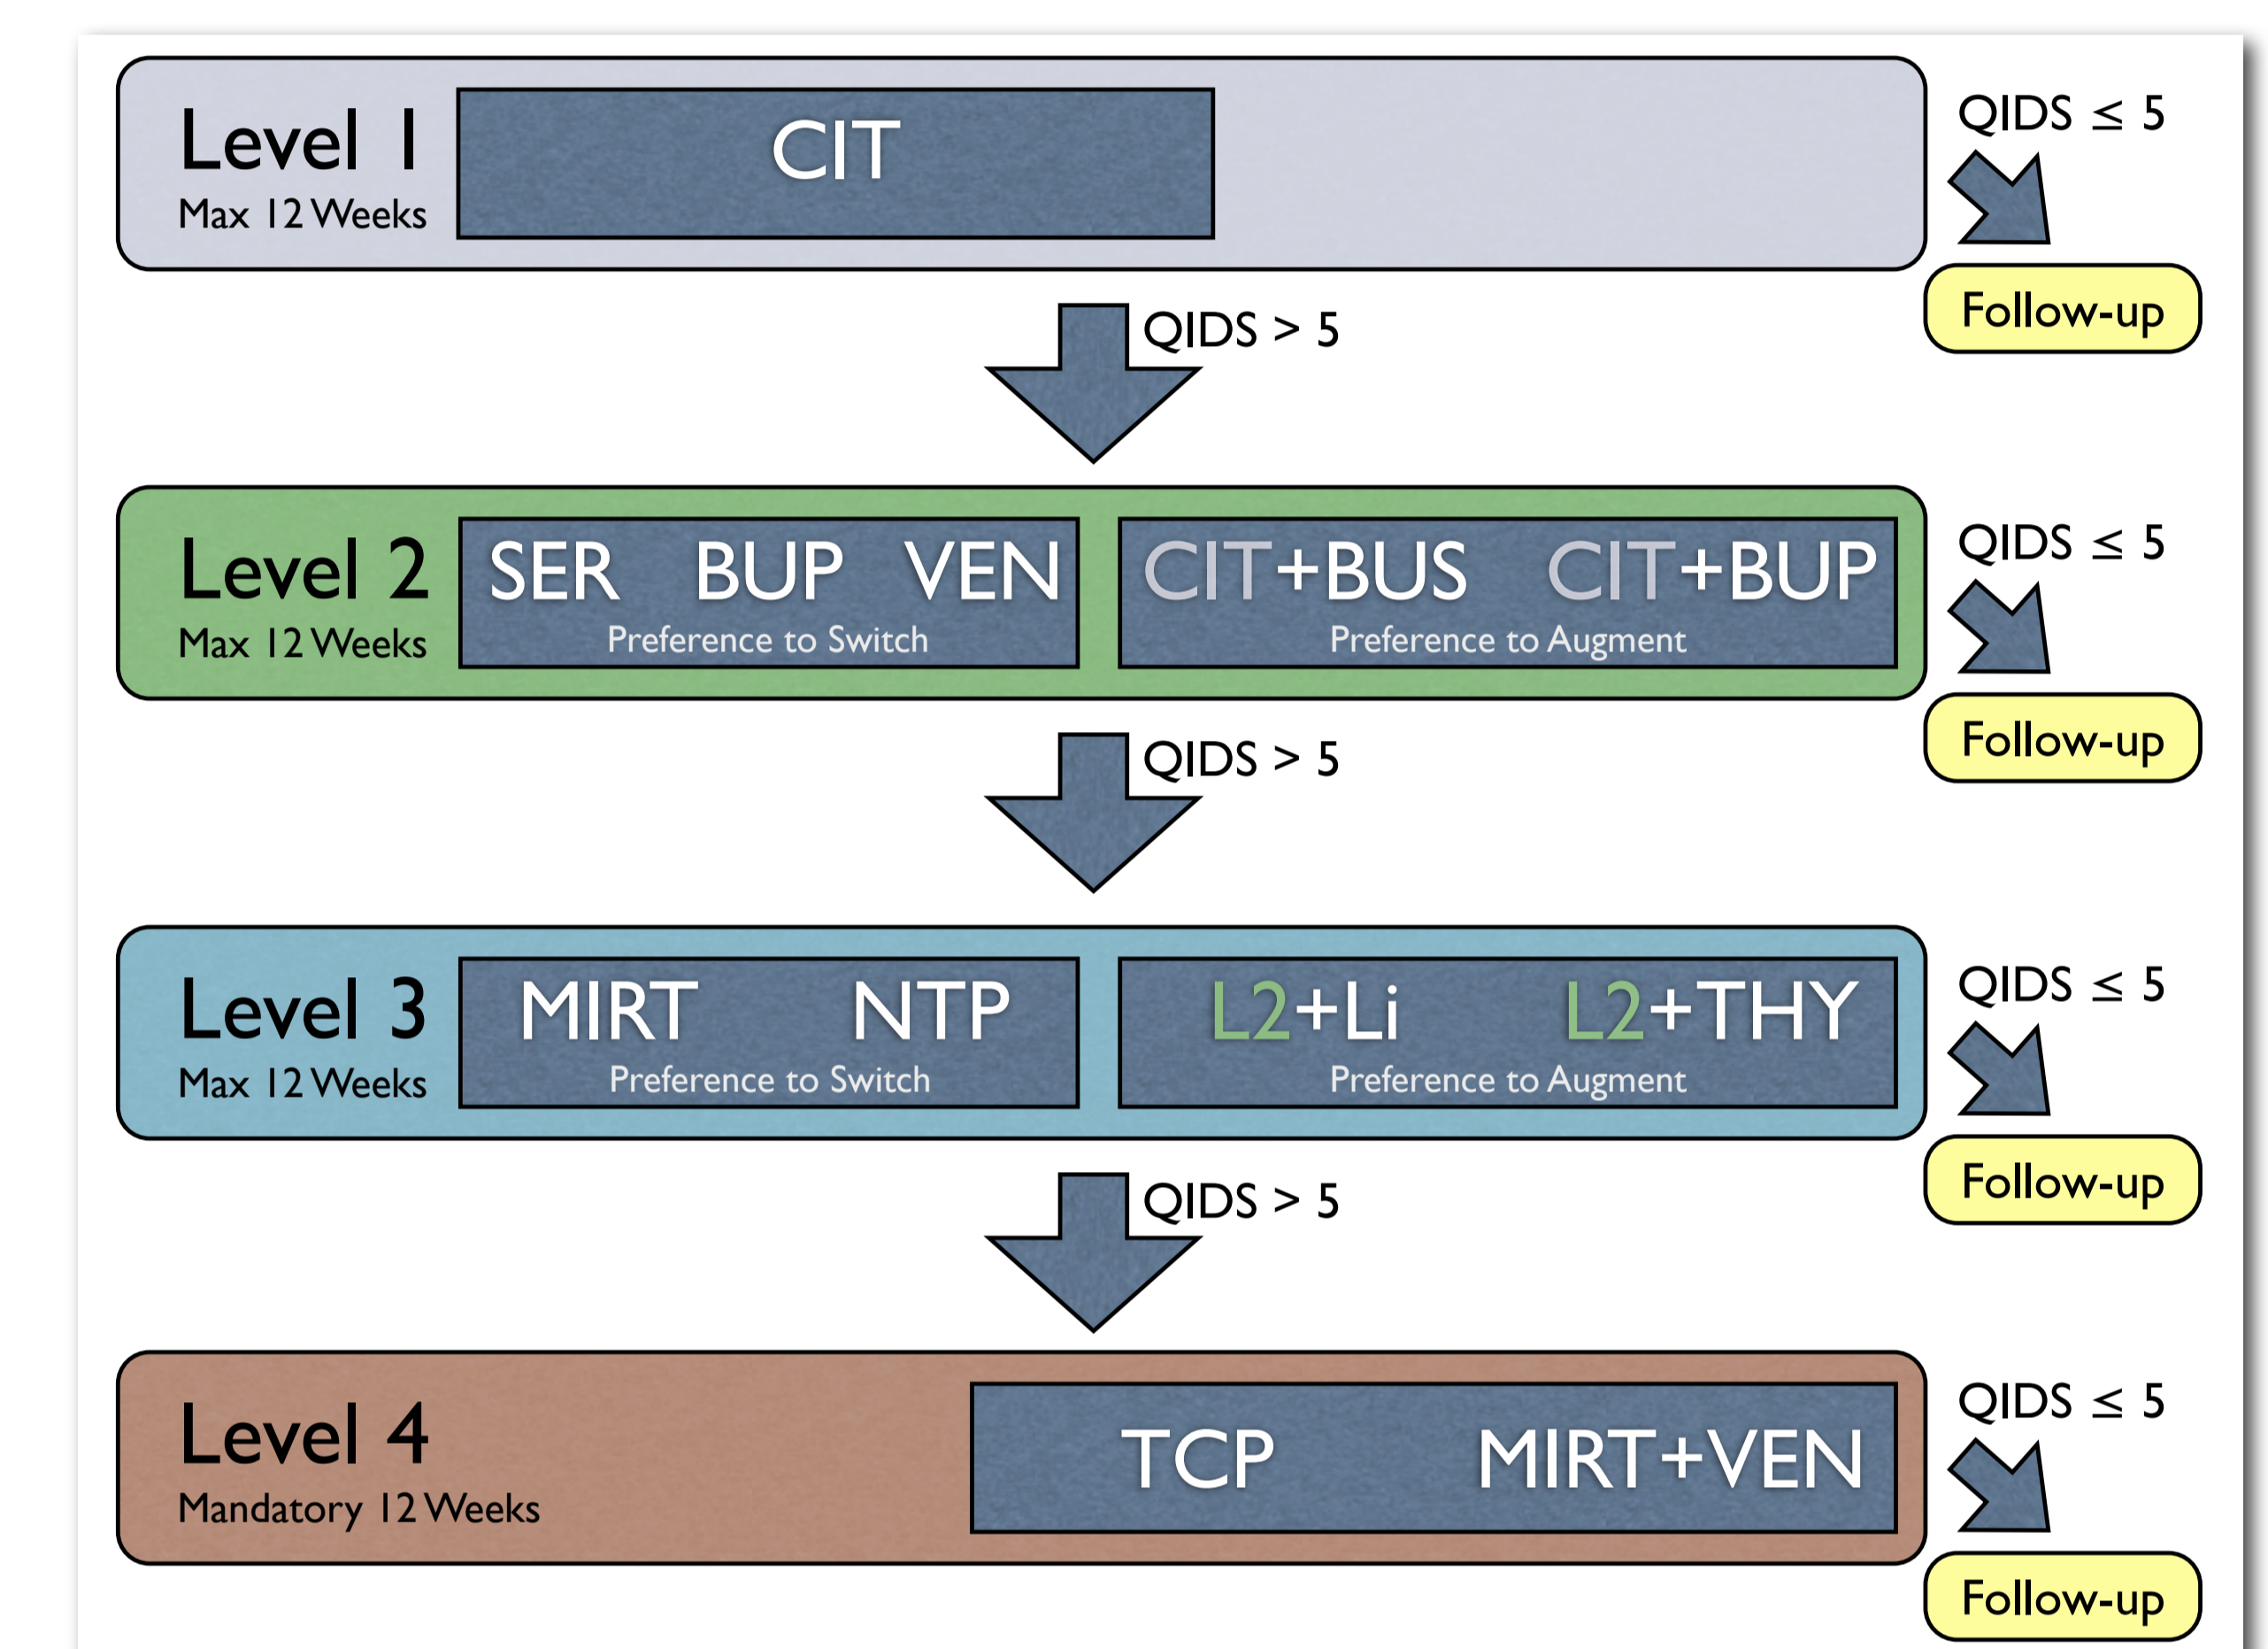 Level 1
Max 12 Weeks
CIT
QIDS ≤ 5
Follow-up
QIDS > 5
Level 2
Max 12 Weeks
SER BUP VEN
Preference to Switch
CIT+BUS CIT+BUP
Preference to Augment
QIDS ≤ 5
Follow-up
QIDS > 5
Level 3
Max 12 Weeks
MIRT NTP
Preference to Switch
L2+Li L2+THY
Preference to Augment
QIDS ≤ 5
Follow-up
QIDS > 5
Level 4
Mandatory 12 Weeks
TCP MIRT+VEN
QIDS ≤ 5
Follow-up